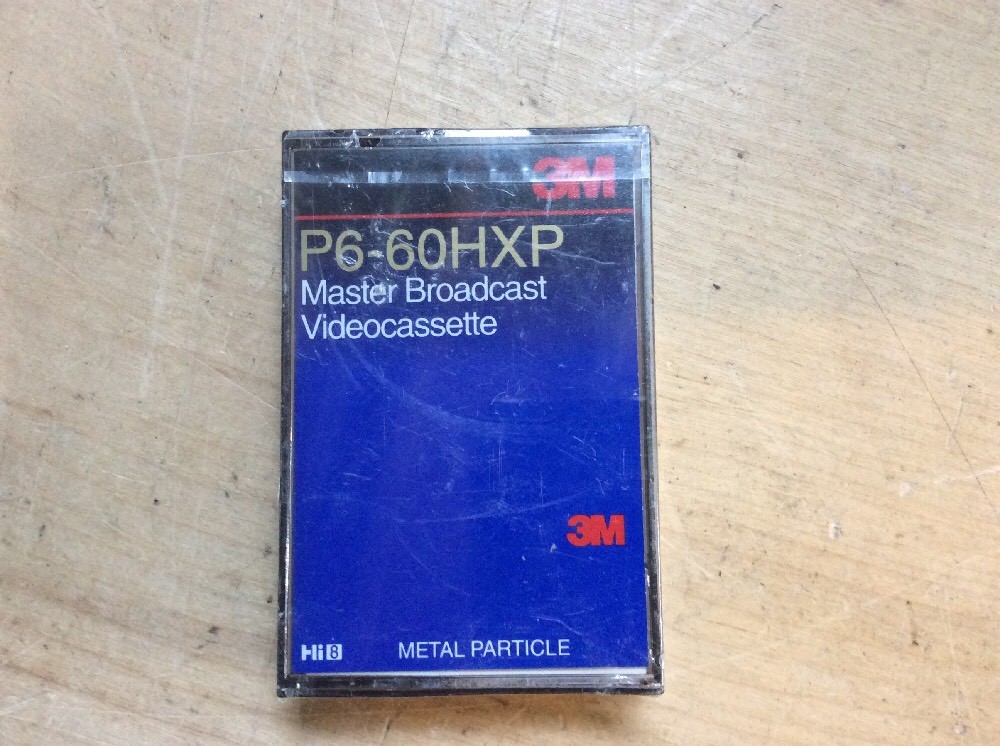 3M
P6-60HXP
Master Broadcast
Videocassette
3M
Hi8 METAL PARTICLE